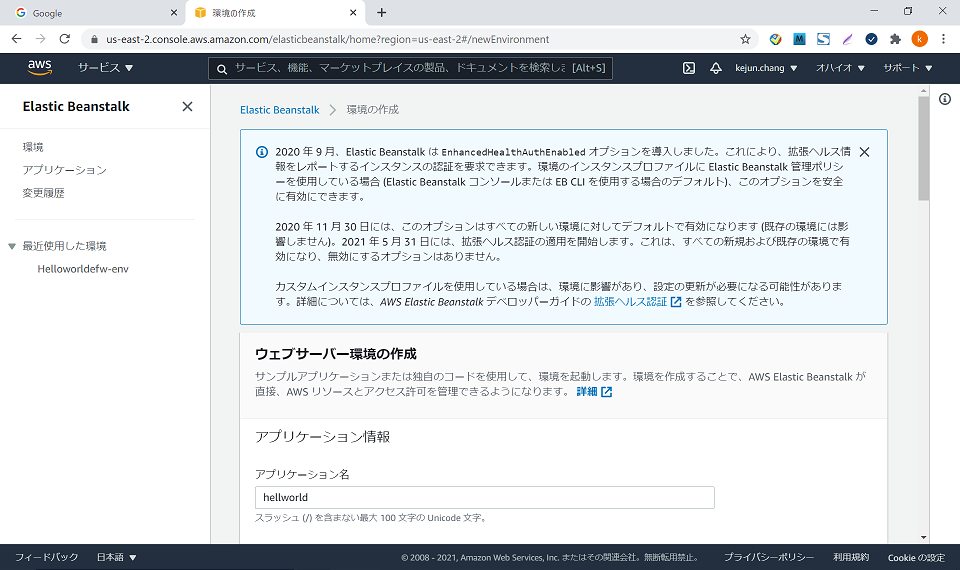 Google
環境の作成
us-east-2.console.aws.amazon.com/elasticbeanstalk/home?region=us-east-2#/newEnvironment
k
aws
サービス
サービス、機能、マーケットプレイスの製品、ドキュメントを検索し
[Alt+S]
kejun.chang
オハイオ
サポート
Elastic Beanstalk
環境
アプリケーション
変更履歴
最近使用した環境
Helloworldefw-env
Elastic Beanstalk
環境の作成
2020 年 9 月、Elastic Beanstalk は EnhancedHealthAuthEnabled オプションを導入しました。これにより、拡張ヘルス情
報をレポートするインスタンスの認証を要求できます。環境のインスタンスプロファイルに Elastic Beanstalk 管理ポリシ
ーを使用している場合 (Elastic Beanstalk コンソールまたは EB CLI を使用する場合のデフォルト)、このオプションを安全
に有効にできます。
2020 年 11 月 30 日には、このオプションはすべての新しい環境に対してデフォルトで有効になります (既存の環境には影
響しません)。2021 年 5 月 31 日には、拡張ヘルス認証の適用を開始します。これは、すべての新規および既存の環境で有
効になり、無効にするオプションはありません。
カスタムインスタンスプロファイルを使用している場合は、環境に影響があり、設定の更新が必要になる可能性がありま
す。詳細については、AWS Elastic Beanstalk デベロッパーガイドの 拡張ヘルス認証 を参照してください。
ウェブサーバー環境の作成
サンプルアプリケーションまたは独自のコードを使用して、環境を起動します。環境を作成することで、AWS Elastic Beanstalk が
直接、AWS リソースとアクセス許可を管理できるようになります。 詳細
アプリケーション情報
アプリケーション名
hellworld
スラッシュ (/) を含まない最大 100 文字の Unicode 文字。
フィードバック
日本語
© 2008 - 2021, Amazon Web Services, Inc. またはその関連会社。無断転用禁止。
プライバシーポリシー
利用規約
Cookie の設定